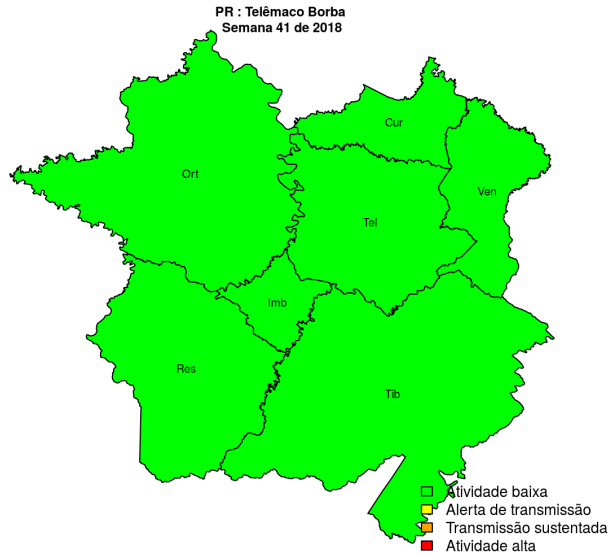 PR : Telêmaco Borba
Semana 41 de 2018
Cur
Ort
Ven
Tel
Imb
Res
Tib
Atividade baixa
Alerta de transmissão
Transmissão sustentada
Atividade alta